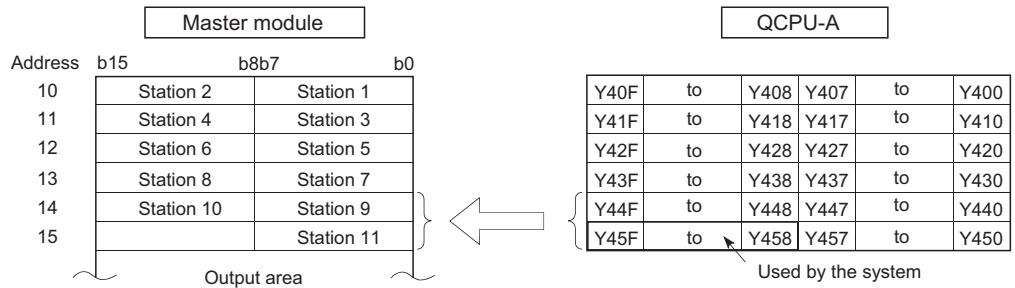 Master module QCPU-A
Address b15 b8b7 b0
10 Station 2 Station 1 Y40F to Y408 Y407 to Y400
11 Station 4 Station 3 Y41F to Y418 Y417 to Y410
12 Station 6 Station 5 Y42F to Y428 Y427 to Y420
13 Station 8 Station 7 Y43F to Y438 Y437 to Y430
14 Station 10 Station 9 Y44F to Y448 Y447 to Y440
15 Station 11 Y45F to Y458 Y457 to Y450
Output area Used by the system